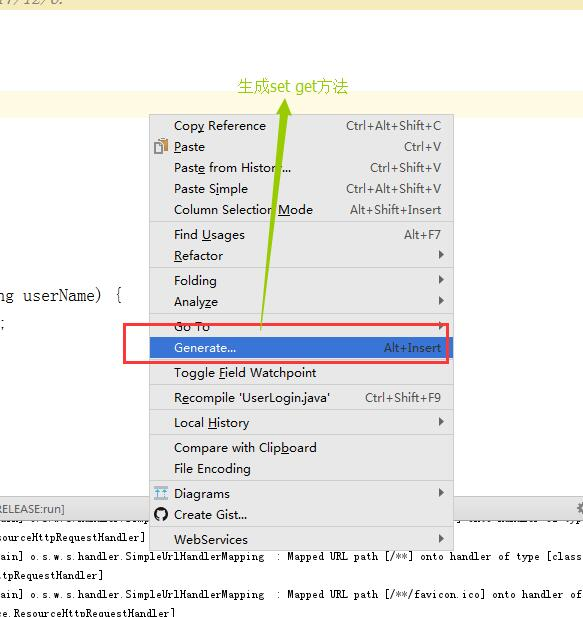 生成set get方法
Copy Reference Ctrl+Alt+Shift+C
Paste Ctrl+V
Paste from History... Ctrl+Shift+V
Paste Simple Ctrl+Alt+Shift+V
Column Selection Mode Alt+Shift+Insert
Find Usages Alt+F7
Refactor
Folding
ng userName) {
Analyze
;
Go To
Generate... Alt+Insert
Toggle Field Watchpoint
Recompile 'UserLogin.java' Ctrl+Shift+F9
Local History
Compare with Clipboard
File Encoding
Diagrams
RELEASE:run]
Create Gist...
sourceHttpRequestHandler]
WebServices
ain] o.s.w.s.handler.SimpleUrlHandlerMapping : Mapped URL path [/**] onto handler of type [class
ttpRequestHandler]
ain] o.s.w.s.handler.SimpleUrlHandlerMapping : Mapped URL path [/**/favicon.ico] onto handler of
ce.ResourceHttpRequestHandler]